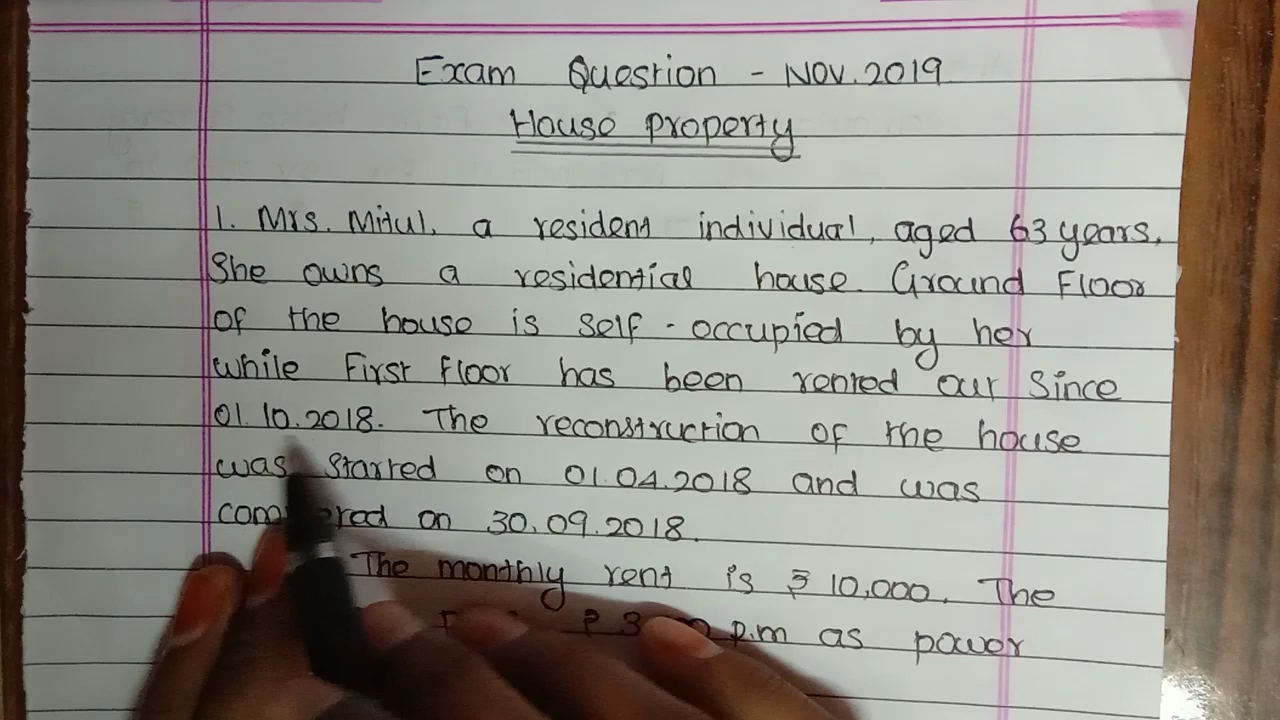 Exam Question - Nov. 2019
House property
1. Mrs. Mitul, a resident individual, aged 63 years.
She owns a residential house. Ground Floor
of the house is self-occupied by her
while First Floor has been rented out since
01.10.2018. The reconstruction of the house
was started on 01.04.2018 and was
on 30.09.2018.
The monthly rent is ₹ 10,000. The
p.m as power